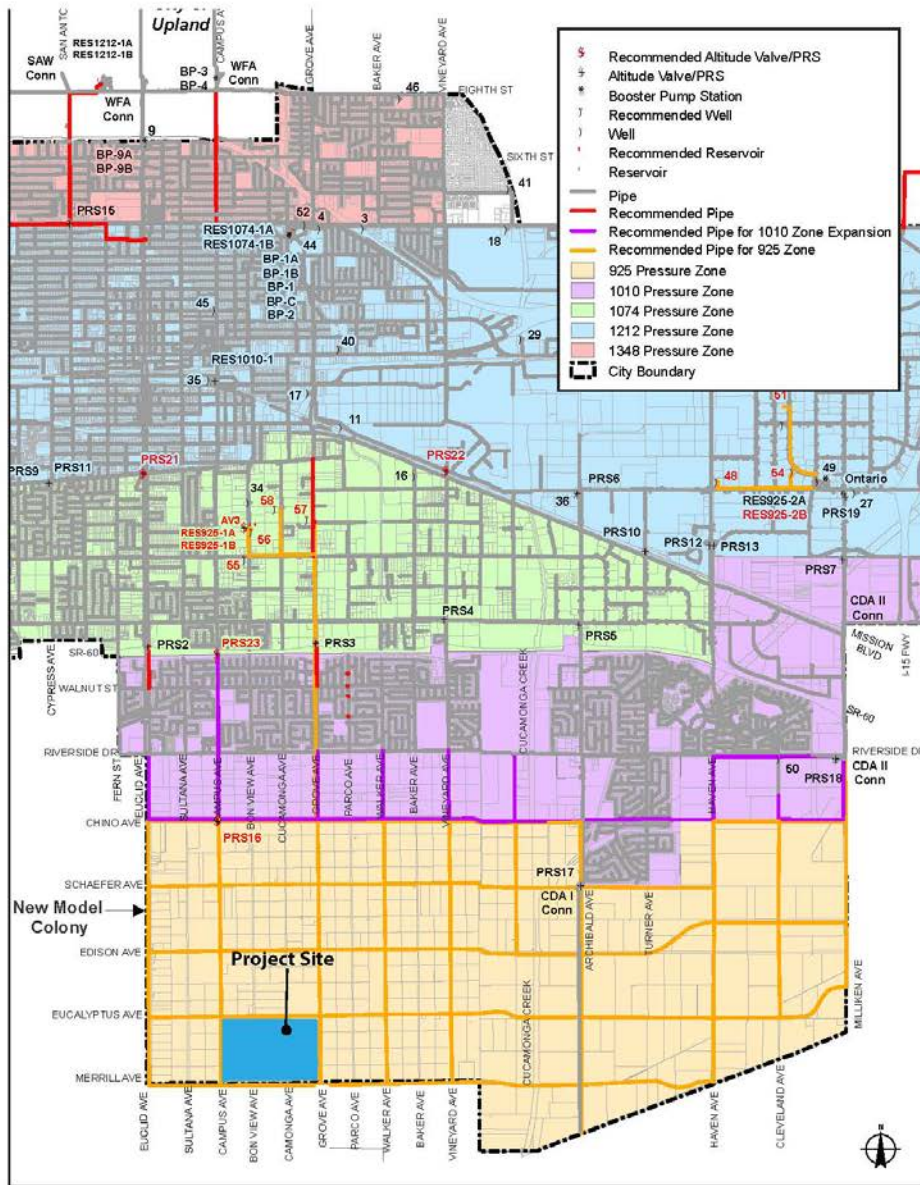 City of
Upland
SAN ANTO
CAMPUS AV
GROVE AVE
BAKER AVE
VINEYARD AVE
RES1212-1A
RES1212-1B
SAW
Conn
BP-3
BP-4
WFA
Conn
WFA
Conn
46
EIGHTH ST
9
BP-9A
BP-9B
SIXTH ST
41
PRS15
52
4
3
18
RES1074-1A
RES1074-1B
44
BP-1A
BP-1B
BP-1
BP-C
BP-2
45
40
29
RES1010-1
35
17
11
Recommended Altitude Valve/PRS
Altitude Valve/PRS
Booster Pump Station
Recommended Well
Well
Recommended Reservoir
Reservoir
Pipe
Recommended Pipe
Recommended Pipe for 1010 Zone Expansion
Recommended Pipe for 925 Zone
925 Pressure Zone
1010 Pressure Zone
1074 Pressure Zone
1212 Pressure Zone
1348 Pressure Zone
City Boundary
51
PRS9
PRS11
PRS21
PRS22
16
48
54
49
Ontario
34
58
57
36
PRS6
RES925-2A
RES925-2B
27
PRS19
AV3
RES925-1A
RES925-1B
56
55
PRS10
PRS12
PRS13
PRS7
CDA II
Conn
PRS4
PRS5
PRS2
PRS23
PRS3
MISSION
BLVD
I-15 FWY
SR-60
CYPRESS AVE
WALNUT ST
CUCAMONGA CREEK
SR-60
RIVERSIDE DR
RIVERSIDE DR
FERN ST
EUCLID AVE
SULTANA AVE
CAMPUS AVE
BON VIEW AVE
CUCAMONGA AVE
GROVE AVE
PARCO AVE
WALKER AVE
BAKER AVE
VINEYARD AVE
HAVEN AVE
50
PRS18
CDA II
Conn
CHINO AVE
PRS16
PRS17
SCHAEFER AVE
CDA I
Conn
New Model
Colony
ARCHIBALD AVE
TURNER AVE
EDISON AVE
Project Site
MILLIKEN AVE
EUCALYPTUS AVE
CUCAMONGA CREEK
MERRILL AVE
EUCLID AVE
SULTANA AVE
CAMPUS AVE
BON VIEW AVE
CAMONGA AVE
GROVE AVE
PARCO AVE
WALKER AVE
BAKER AVE
VINEYARD AVE
HAVEN AVE
CLEVELAND AVE
N